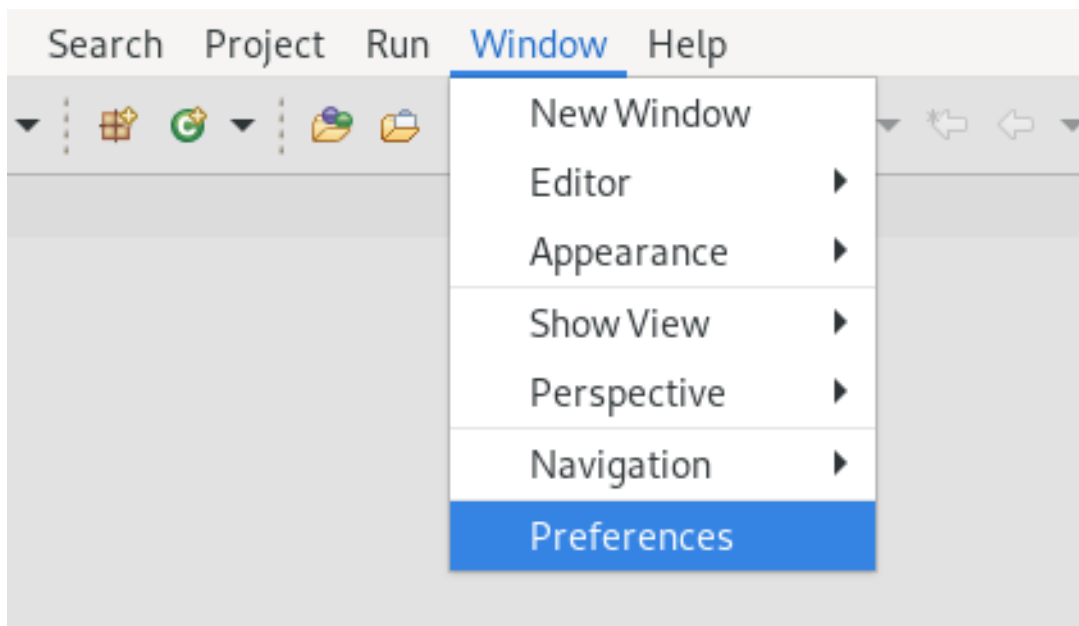 Search Project Run Window Help
New Window
Editor
Appearance
Show View
Perspective
Navigation
Preferences